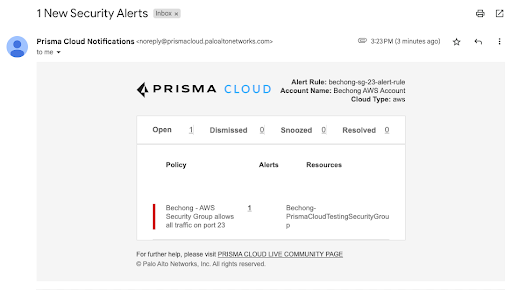 1 New Security Alerts Inbox ×
Prisma Cloud Notifications <noreply@prismacloud.paloaltonetworks.com> 3:23 PM (3 minutes ago)
to me
PRISMA CLOUD
Alert Rule: bechong-sg-23-alert-rule
Account Name: Bechong AWS Account
Cloud Type: aws
Open 1 Dismissed 0 Snoozed 0 Resolved 0
Policy Alerts Resources
Bechong - AWS 1 Bechong-
Security Group allows PrismaCloudTestingSecurityGrou
all traffic on port 23 p
For further help, please visit PRISMA CLOUD LIVE COMMUNITY PAGE
© Palo Alto Networks, Inc. All rights reserved.